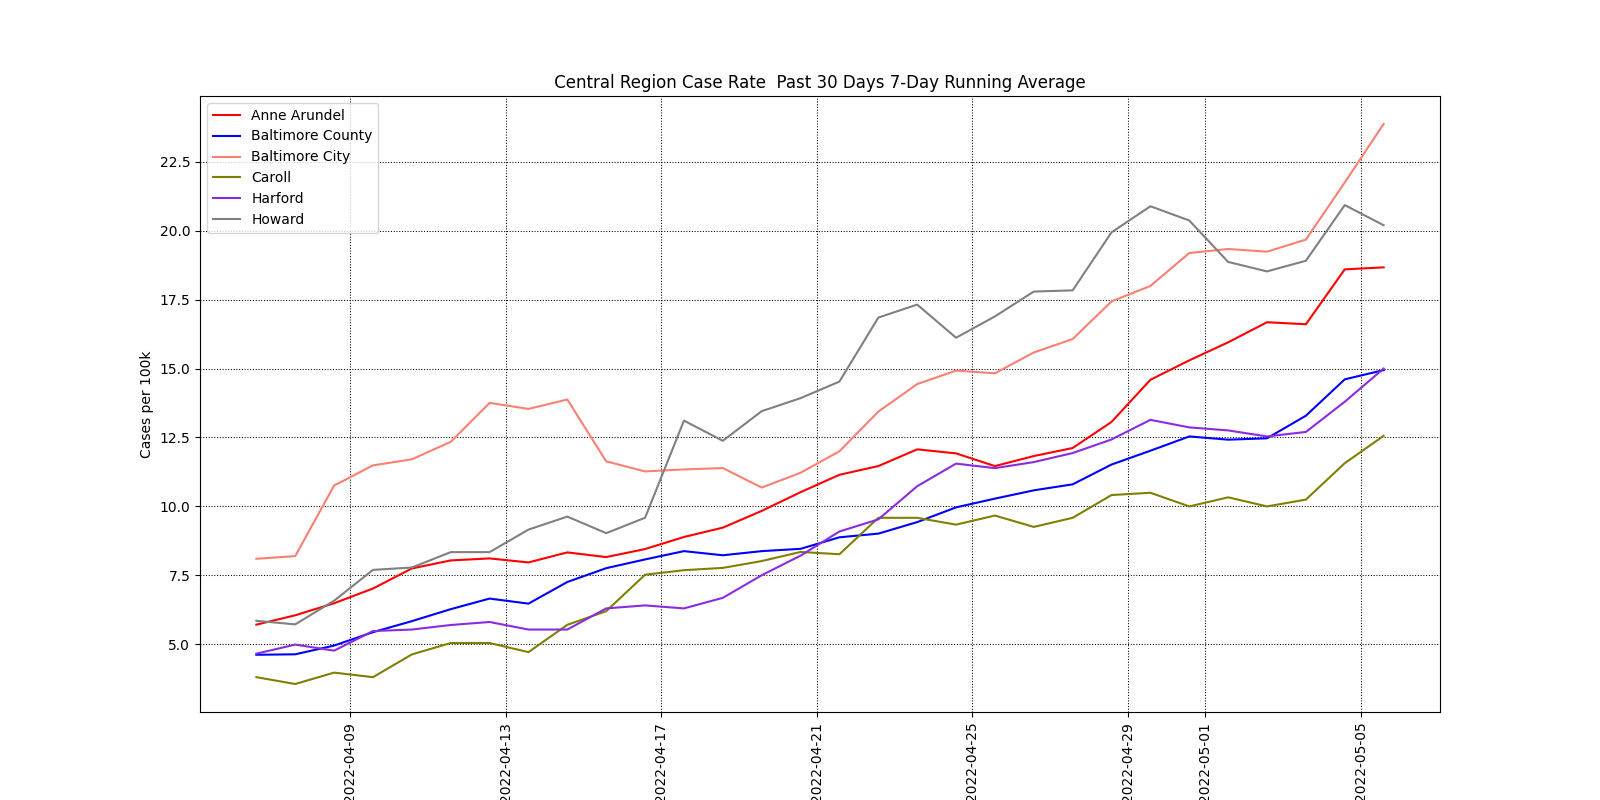 Central Region Case Rate  Past 30 Days 7-Day Running Average
Anne Arundel
Baltimore County
Baltimore City
Caroll
Harford
Howard
Cases per 100k
22.5
20.0
17.5
15.0
12.5
10.0
7.5
5.0
2022-04-09
2022-04-13
2022-04-17
2022-04-21
2022-04-25
2022-04-29
2022-05-01
2022-05-05